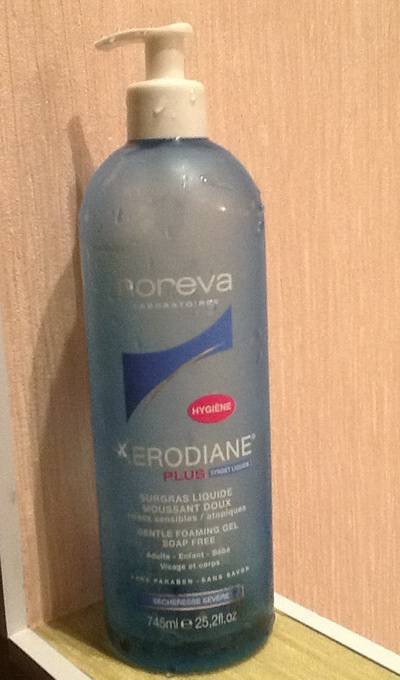 noreva
LABORATOIRES
HYGIÈNE
XERODIANE®
PLUS SYNDET LIQUIDE
SURGRAS LIQUIDE
MOUSSANT DOUX
Peaux sensibles / atopiques
GENTLE FOAMING GEL
SOAP FREE
Adulte - Enfant - Bébé
Visage et corps
SANS PARABEN - SANS SAVON
SÉCHERESSE SÉVÈRE
745ml e 25,2fl.oz